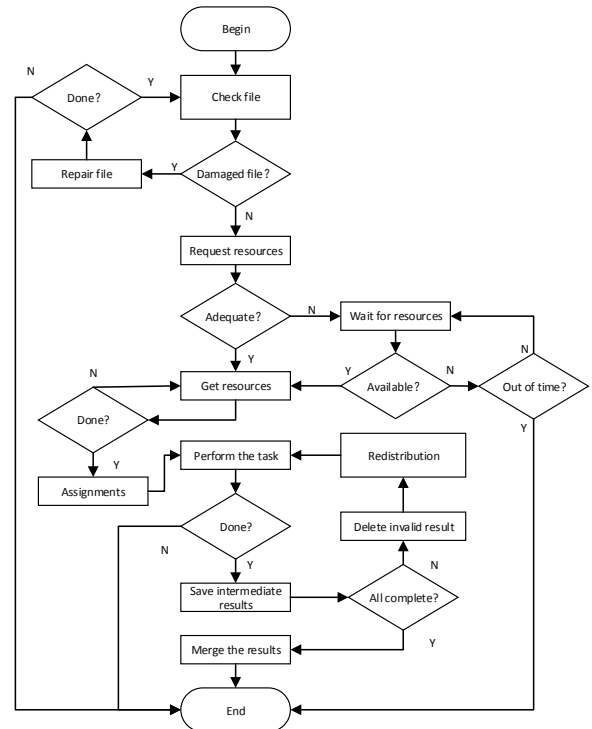 Begin
N
Done?
Y
Check file
Repair file
Y
Damaged file?
N
Request resources
Adequate?
N
Wait for resources
Y
N
Get resources
Y
Available?
N
Out of time?
N
Done?
Y
Y
Assignments
Perform the task
Redistribution
Done?
N
Delete invalid result
Y
N
Save intermediate
results
All complete?
Merge the results
Y
End